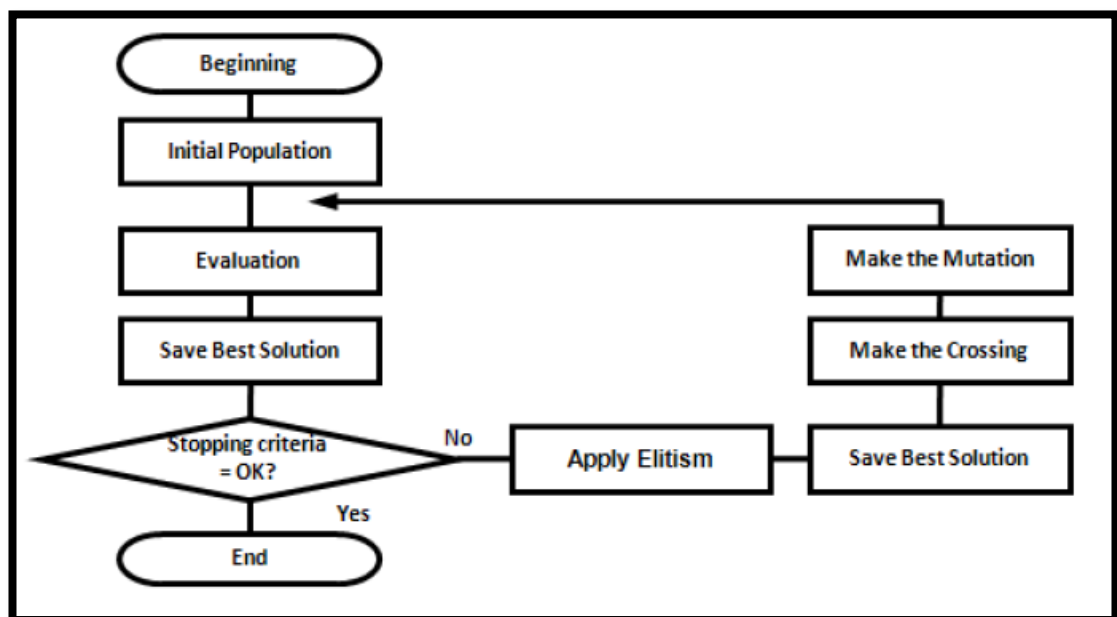 Beginning
Initial Population
Evaluation
Make the Mutation
Save Best Solution
Make the Crossing
Stopping criteria
= OK?
No
Apply Elitism
Save Best Solution
Yes
End